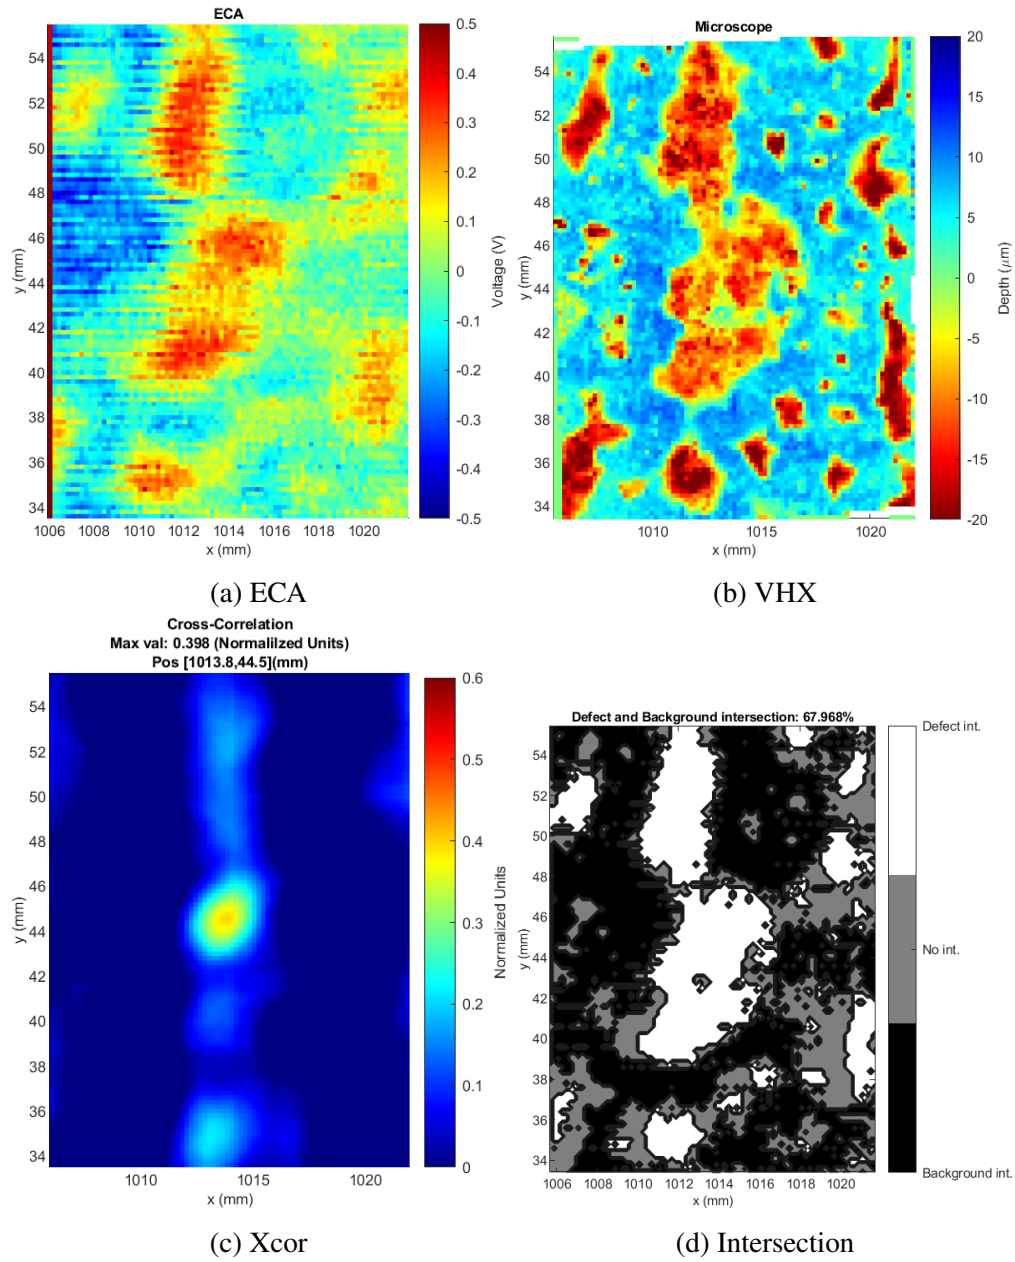 ECA
54
52
50
48
46
44
42
40
38
36
34
y (mm)
1006 1008 1010 1012 1014 1016 1020
x (mm)
0.5
0.4
0.3
0.2
0.1
0
-0.1
-0.2
-0.3
-0.4
-0.5
Voltage (V)
(a) ECA
Microscope
54
52
50
48
46
44
42
40
38
36
34
y (mm)
1010 1015 1020
x (mm)
20
15
10
5
0
-5
-10
-15
-20
Depth (μm)
(b) VHX
Cross-Correlation
Max val: 0.398 (Normalilzed Units)
Pos [1013.8,44.5](mm)
54
52
50
48
46
44
42
40
38
36
34
y (mm)
1010 1015 1020
x (mm)
0.6
0.5
0.4
0.3
0.2
0.1
0
Normalized Units
(c) Xcor
Defect and Background intersection: 67.968%
54
52
50
48
46
44
42
40
38
36
34
y (mm)
1006 1008 1010 1012 1014 1016 1018 1020
x (mm)
Defect int.
No int.
Background int.
(d) Intersection